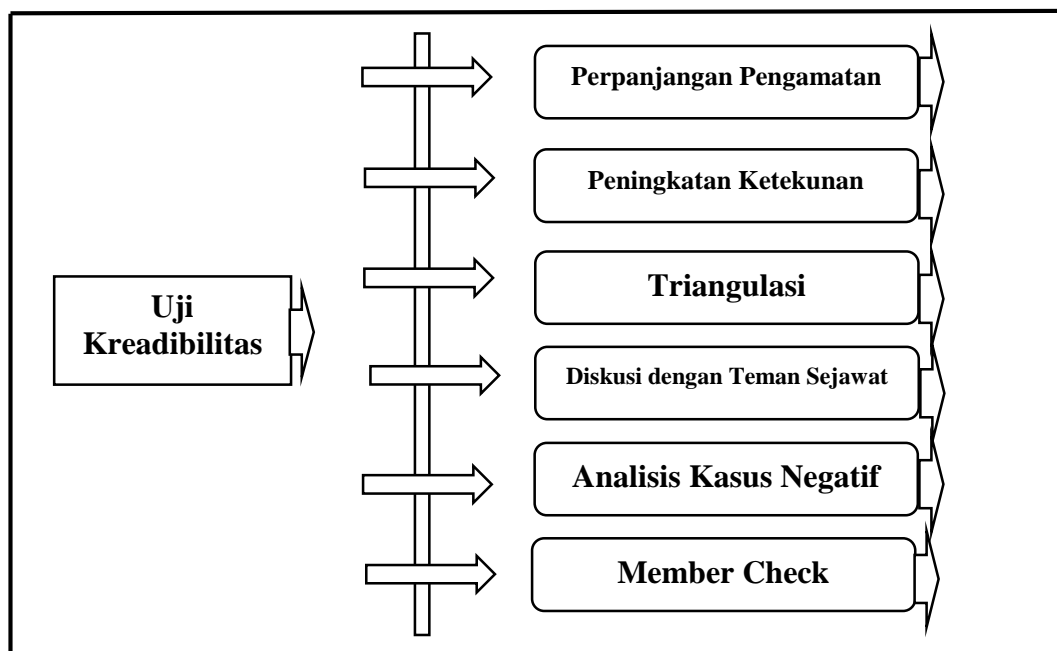 Uji
Kreadibilitas
Perpanjangan Pengamatan
Peningkatan Ketekunan
Triangulasi
Diskusi dengan Teman Sejawat
Analisis Kasus Negatif
Member Check